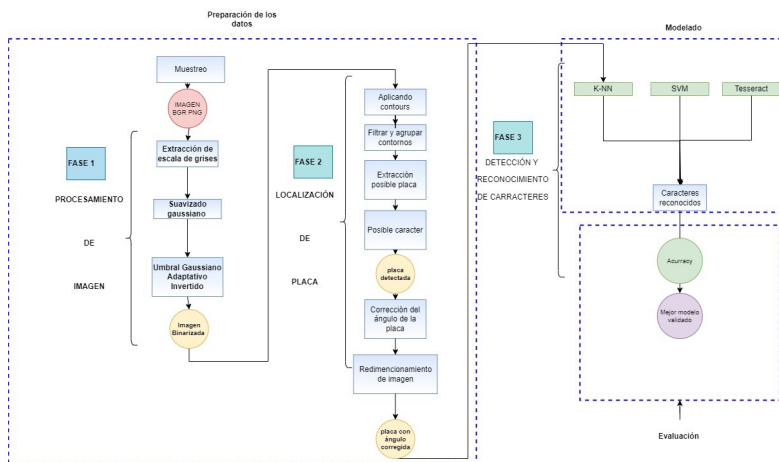 Preparación de los
datos
Muestreo
IMAGEN
BGR PNG
FASE 1
PROCESAMIENTO
DE
IMAGEN
Extracción de
escala de grises
Suavizado
gaussiano
Umbral Gaussiano
Adaptativo
Invertido
Imagen
Binarizada
FASE 2
LOCALIZACIÓN
DE
PLACA
Aplicando
contours
Filtrar y agrupar
contornos
Extracción
posible placa
Posible caracter
placa
detectada
Corrección del
ángulo de la
placa
Redimencionamiento
de imagen
placa con
ángulo
corregida
FASE 3
DETECCIÓN Y
RECONOCIMIENTO
DE CARRACTERES
Modelado
K-NN
SVM
Tesseract
Caracteres
reconocidos
Acurracy
Mejor modelo
validado
Evaluación